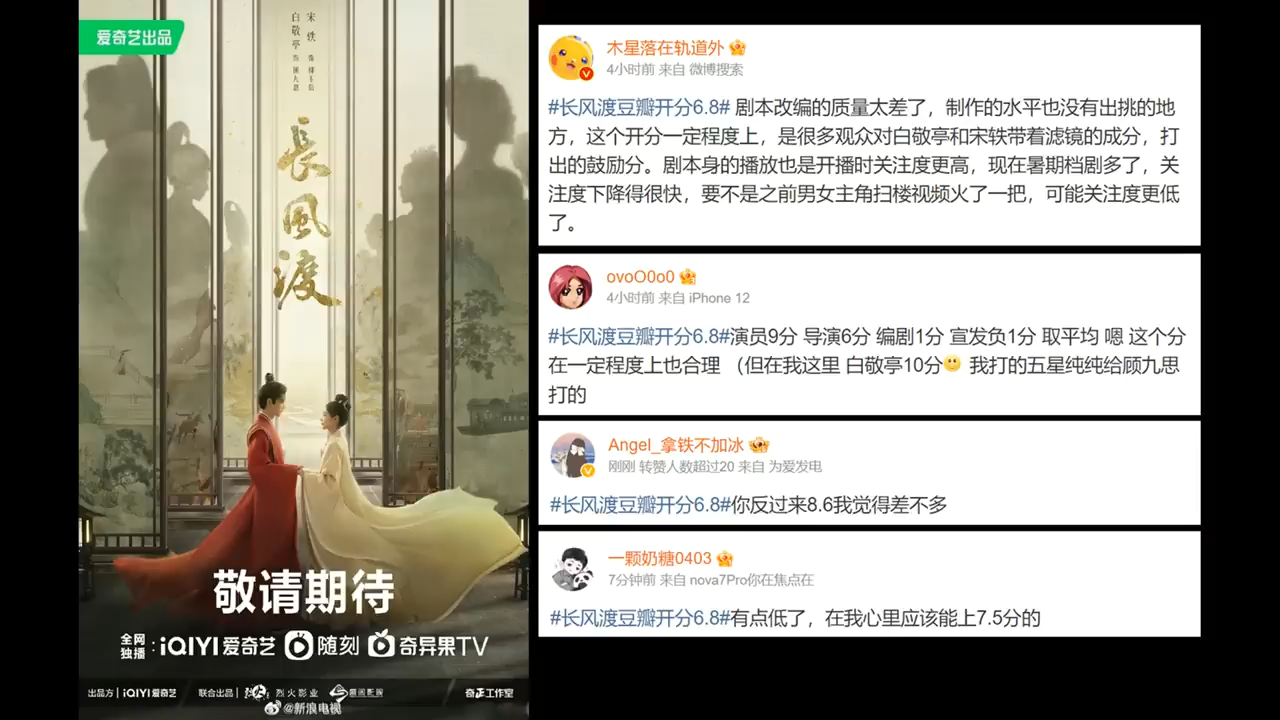 爱奇艺出品
宋轶
白敬亭
長風渡
敬请期待
全网独播:iQIYI爱奇艺 随刻 奇异果TV
出品方|iQIYI爱奇艺 联合出品| 烈火影业 奇正工作室
@新浪电视
木星落在轨道外
4小时前 来自 微博搜索
#长风渡豆瓣开分6.8# 剧本改编的质量太差了，制作的水平也没有出挑的地
方，这个开分一定程度上，是很多观众对白敬亭和宋轶带着滤镜的成分，打
出的鼓励分。剧本身的播放也是开播时关注度更高，现在暑期档剧多了，关
注度下降得很快，要不是之前男女主角扫楼视频火了一把，可能关注度更低
了。
ovoO0o0
4小时前 来自 iPhone 12
#长风渡豆瓣开分6.8#演员9分 导演6分 编剧1分 宣发负1分 取平均 嗯 这个分
在一定程度上也合理 （但在我这里 白敬亭10分🙂 我打的五星纯纯给顾九思
打的
Angel_拿铁不加冰
刚刚 转赞人数超过20 来自 为爱发电
#长风渡豆瓣开分6.8#你反过来8.6我觉得差不多
一颗奶糖0403
7分钟前 来自 nova7Pro你在焦点在
#长风渡豆瓣开分6.8#有点低了，在我心里应该能上7.5分的